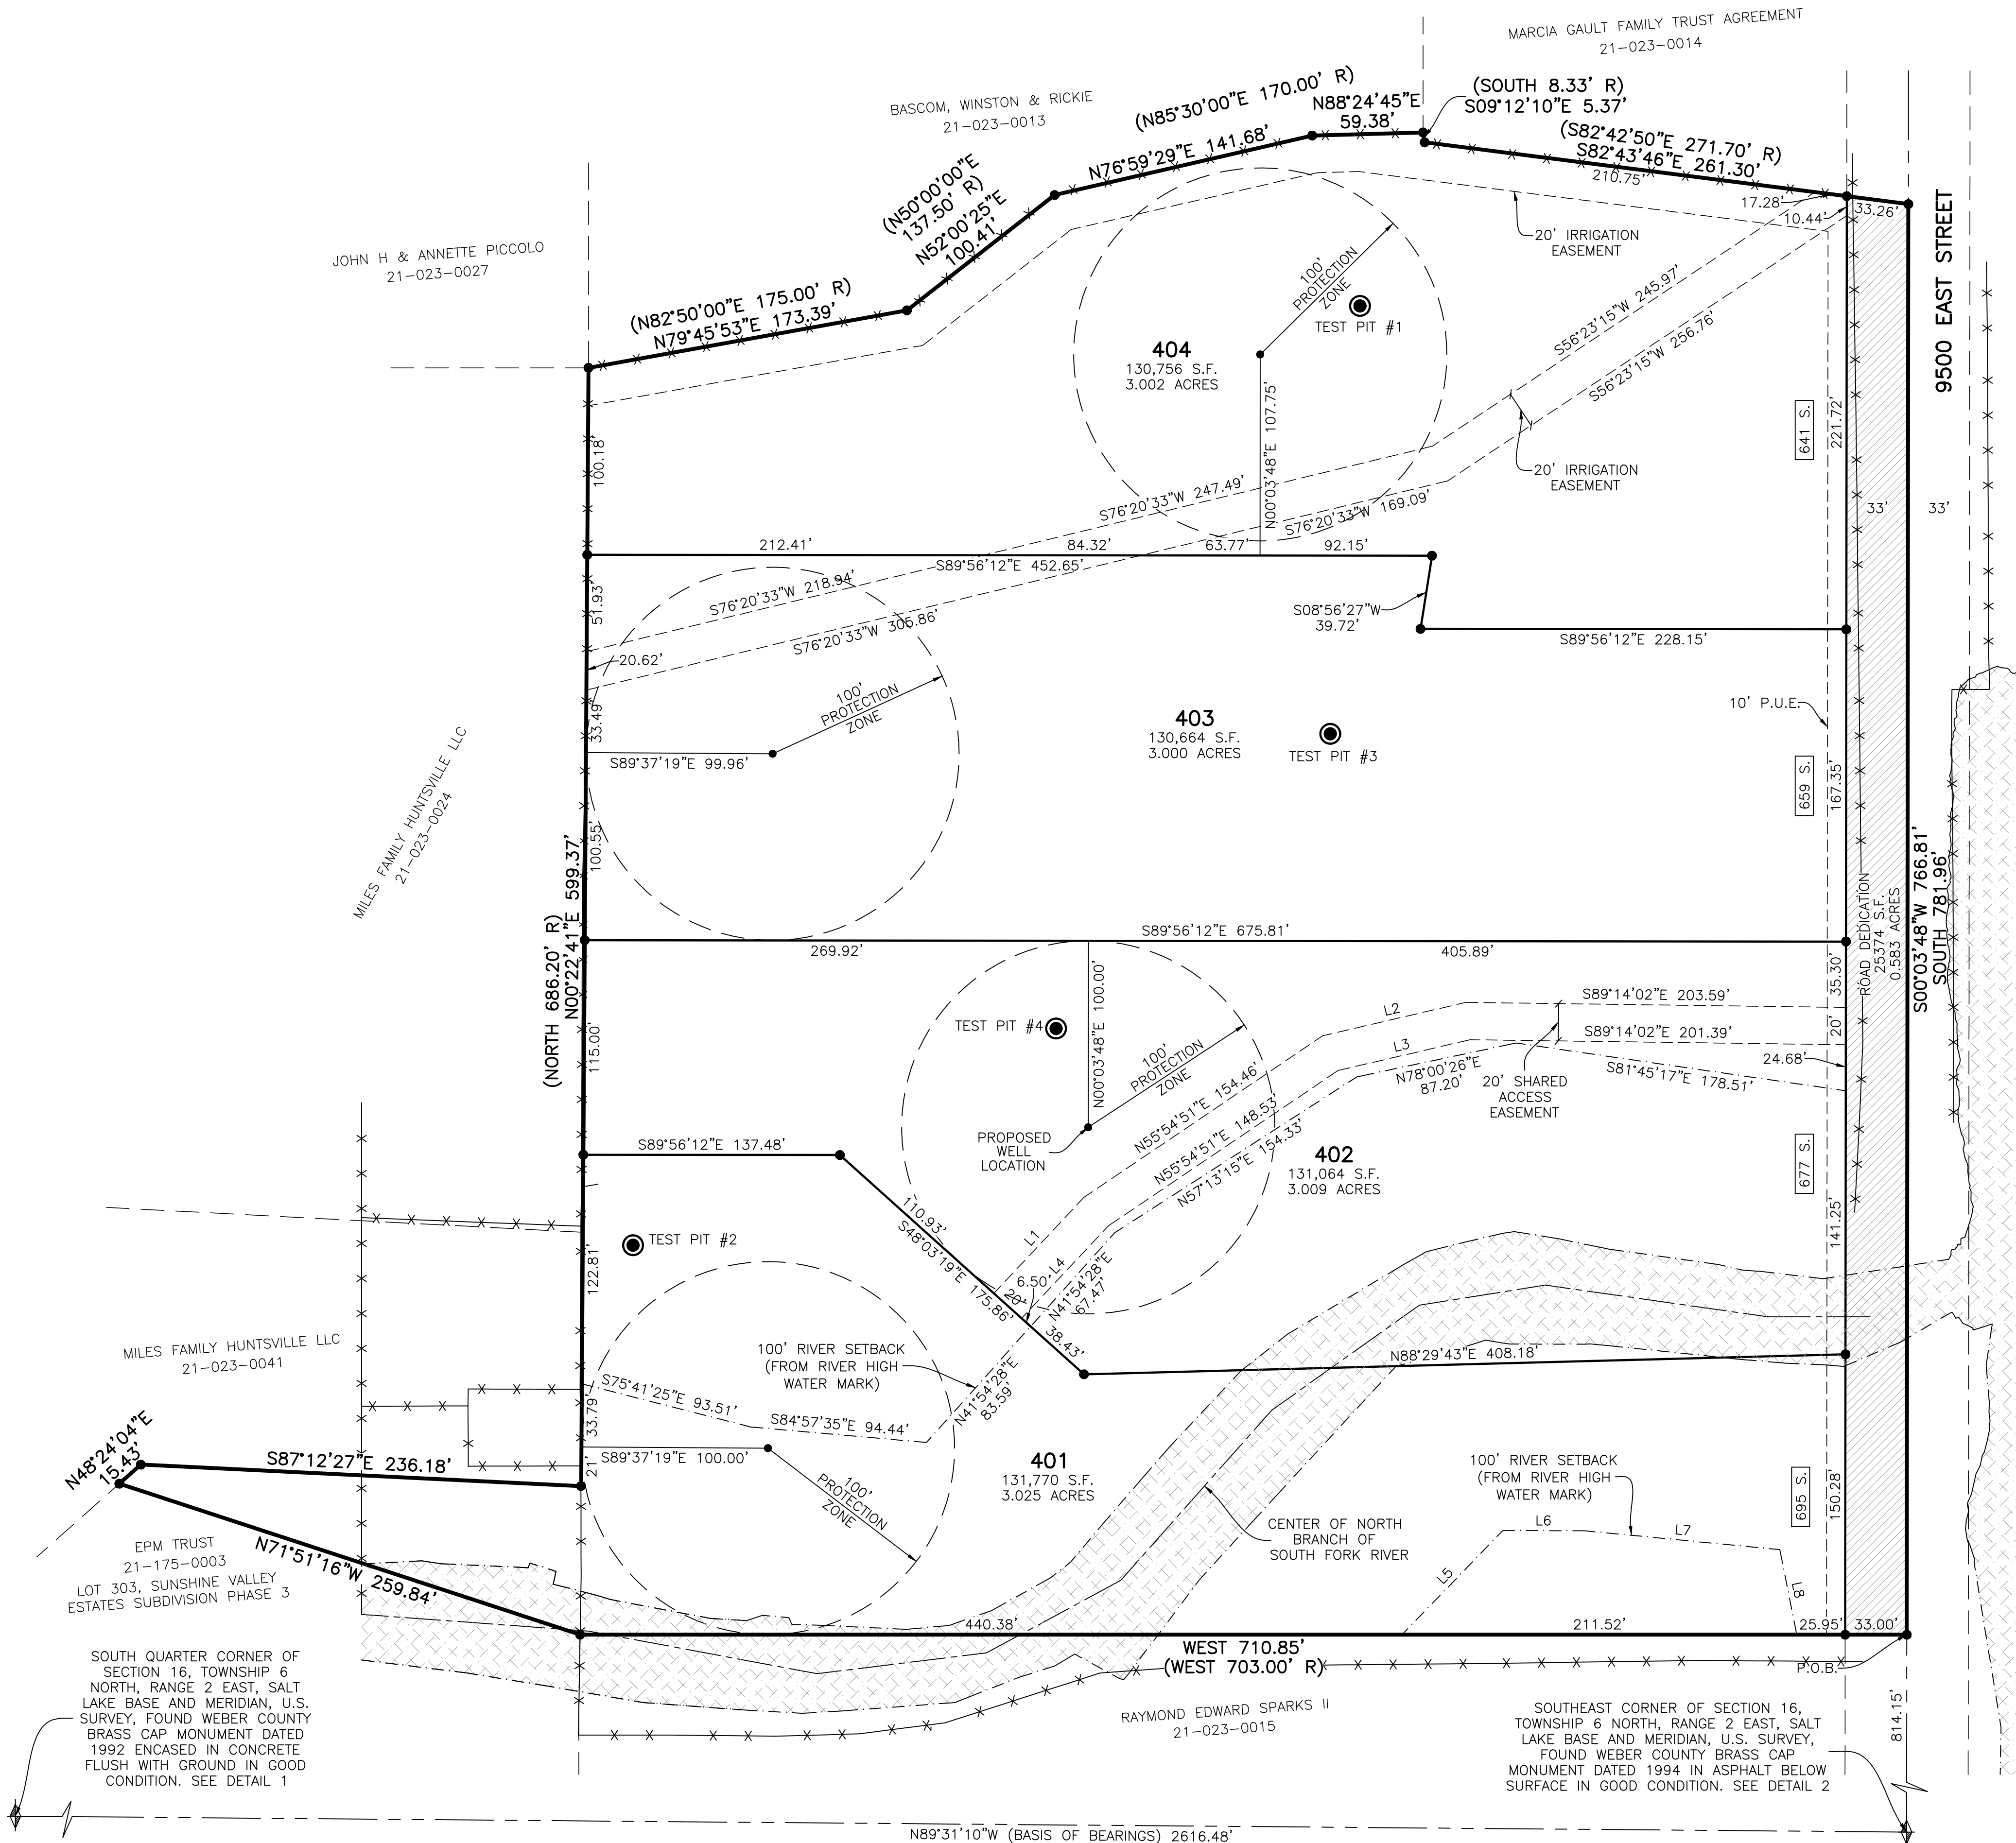 MARCIA GAULT FAMILY TRUST AGREEMENT
21-023-0014
BASCOM, WINSTON & RICKIE
21-023-0013
(N85°30'00"E 170.00' R)
N76°59'29"E 141.68'
N88°24'45"E
59.38'
(SOUTH 8.33' R)
S09°12'10"E 5.37'
(S82°42'50"E 271.70' R)
S82°43'46"E 261.30'
210.75'
17.28'
10.44'
33.26'
9500 EAST STREET
(N50°00'00"E
137.50' R)
N52°00'25"E
100.41'
JOHN H & ANNETTE PICCOLO
21-023-0027
(N82°50'00"E 175.00' R)
N79°45'53"E 173.39'
20' IRRIGATION
EASEMENT
100'
PROTECTION
ZONE
TEST PIT #1
404
130,756 S.F.
3.002 ACRES
N00°03'48"E 107.75'
S56°23'15"W 245.97'
S56°23'15"W 256.76'
20' IRRIGATION
EASEMENT
641 S.
221.72'
33'
33'
100.18'
S76°20'33"W 247.49'
S76°20'33"W 169.09'
212.41'
84.32'
63.77'
92.15'
S89°56'12"E 452.65'
51.93'
S76°20'33"W 218.94'
S76°20'33"W 305.86'
S08°56'27"W
39.72'
S89°56'12"E 228.15'
20.62'
100'
PROTECTION
ZONE
33.49'
S89°37'19"E 99.96'
403
130,664 S.F.
3.000 ACRES
TEST PIT #3
10' P.U.E.
659 S.
167.35'
MILES FAMILY HUNTSVILLE LLC
21-023-0024
100.55'
(NORTH 686.20' R)
N00°22'41"E 599.37'
ROAD DEDICATION
25374 S.F.
0.583 ACRES
S00°03'48"W 766.81'
SOUTH 781.96'
S89°56'12"E 675.81'
269.92'
405.89'
35.30'
115.00'
TEST PIT #4
N00°03'48"E 100.00'
100'
PROTECTION
ZONE
L2
L3
S89°14'02"E 203.59'
S89°14'02"E 201.39'
20'
24.68'
N78°00'26"E
87.20'
20' SHARED
ACCESS
EASEMENT
S81°45'17"E 178.51'
PROPOSED
WELL
LOCATION
N55°54'51"E 154.46'
N55°54'51"E 148.53'
N57°13'15"E 154.33'
402
131,064 S.F.
3.009 ACRES
677 S.
141.25'
S89°56'12"E 137.48'
110.93'
S48°03'19"E 175.86'
L1
L4
6.50'
20'
N41°54'28"E
67.47'
38.43'
TEST PIT #2
122.81'
MILES FAMILY HUNTSVILLE LLC
21-023-0041
100' RIVER SETBACK
(FROM RIVER HIGH
WATER MARK)
N88°29'43"E 408.18'
S75°41'25"E 93.51'
S84°57'35"E 94.44'
N41°54'28"E
83.59'
33.79'
S89°37'19"E 100.00'
21'
100'
PROTECTION
ZONE
401
131,770 S.F.
3.025 ACRES
N48°24'04"E
15.43'
S87°12'27"E 236.18'
N71°51'16"W 259.84'
EPM TRUST
21-175-0003
LOT 303, SUNSHINE VALLEY
ESTATES SUBDIVISION PHASE 3
CENTER OF NORTH
BRANCH OF
SOUTH FORK RIVER
100' RIVER SETBACK
(FROM RIVER HIGH
WATER MARK)
695 S.
150.28'
L5
L6
L7
L8
440.38'
211.52'
25.95'
33.00'
WEST 710.85'
(WEST 703.00' R)
P.O.B.
RAYMOND EDWARD SPARKS II
21-023-0015
SOUTH QUARTER CORNER OF
SECTION 16, TOWNSHIP 6
NORTH, RANGE 2 EAST, SALT
LAKE BASE AND MERIDIAN, U.S.
SURVEY, FOUND WEBER COUNTY
BRASS CAP MONUMENT DATED
1992 ENCASED IN CONCRETE
FLUSH WITH GROUND IN GOOD
CONDITION. SEE DETAIL 1
SOUTHEAST CORNER OF SECTION 16,
TOWNSHIP 6 NORTH, RANGE 2 EAST, SALT
LAKE BASE AND MERIDIAN, U.S. SURVEY,
FOUND WEBER COUNTY BRASS CAP
MONUMENT DATED 1994 IN ASPHALT BELOW
SURFACE IN GOOD CONDITION. SEE DETAIL 2
814.15'
N89°31'10"W (BASIS OF BEARINGS) 2616.48'